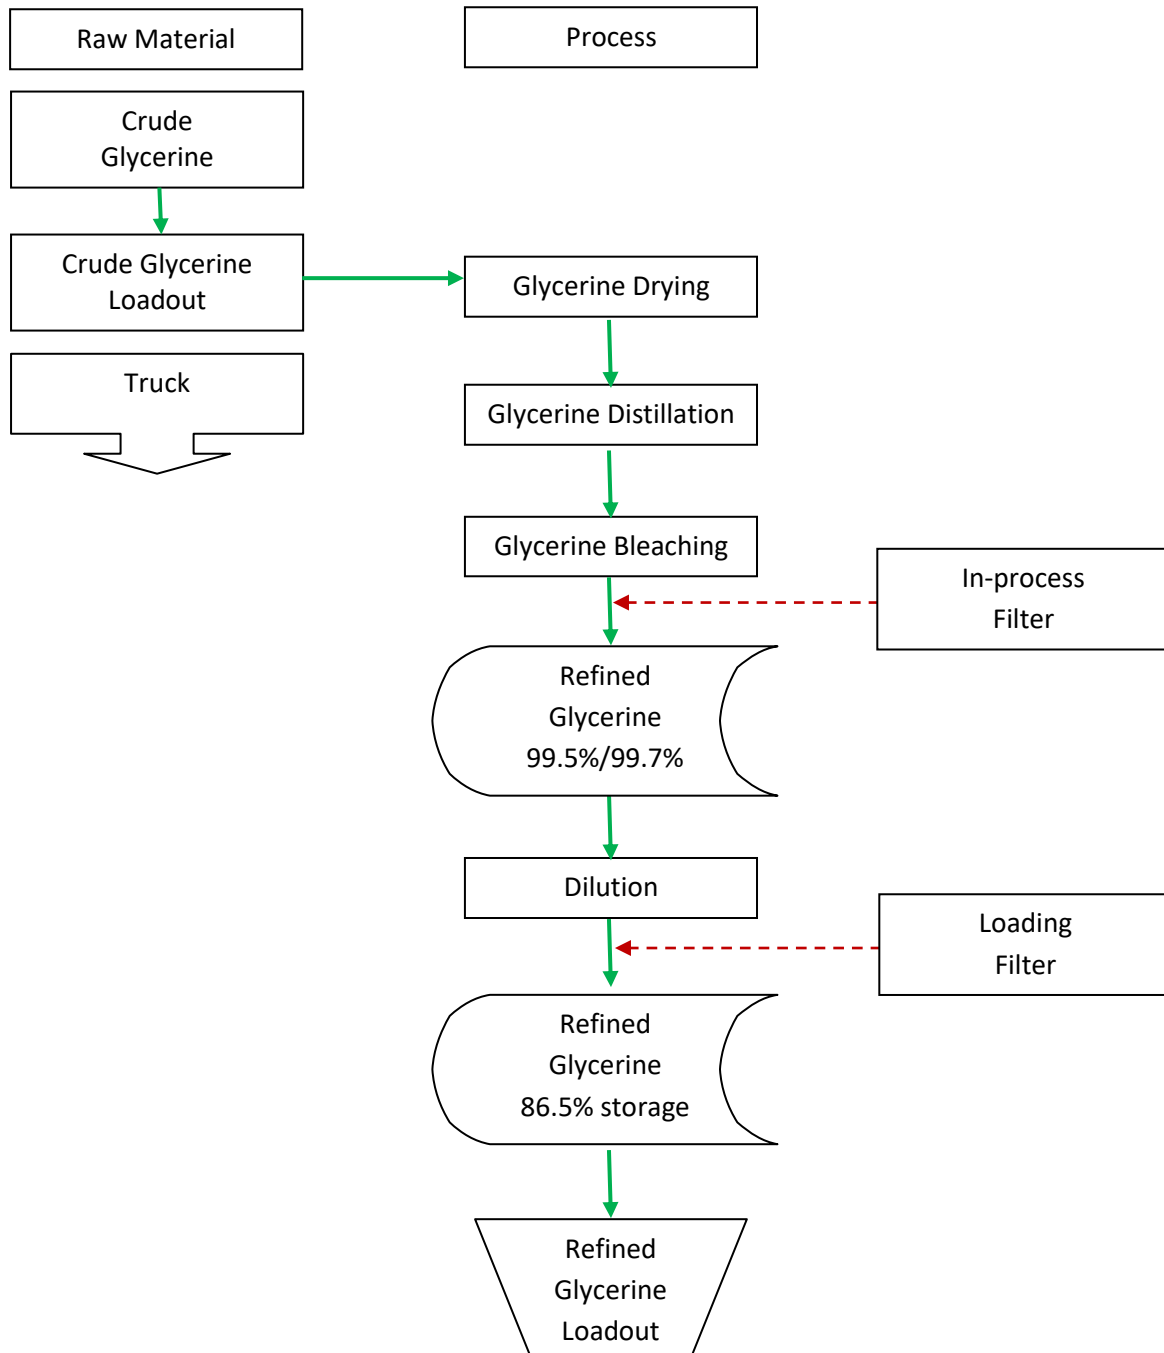 Raw Material
Process
Crude
Glycerine
Crude Glycerine
Loadout
Glycerine Drying
Truck
Glycerine Distillation
Glycerine Bleaching
In-process
Filter
Refined
Glycerine
99.5%/99.7%
Dilution
Loading
Filter
Refined
Glycerine
86.5% storage
Refined
Glycerine
Loadout